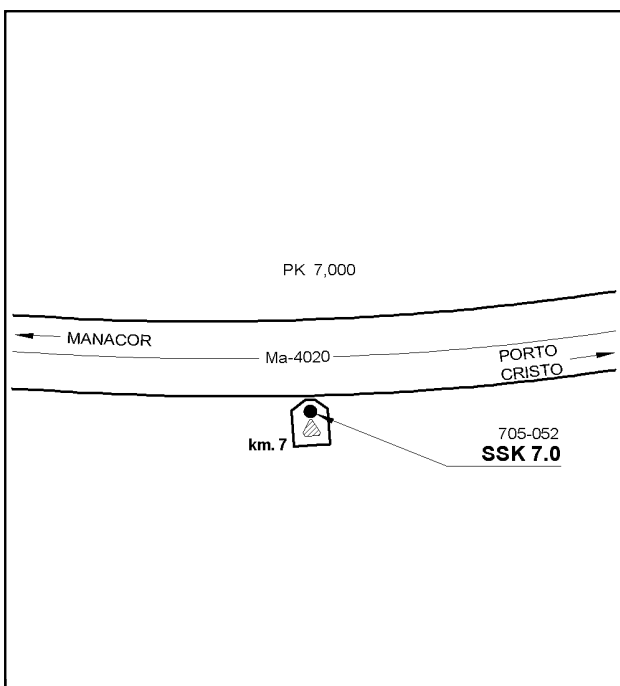 PK 7,000
MANACOR
Ma-4020
PORTO
CRISTO
km. 7
705-052
SSK 7.0